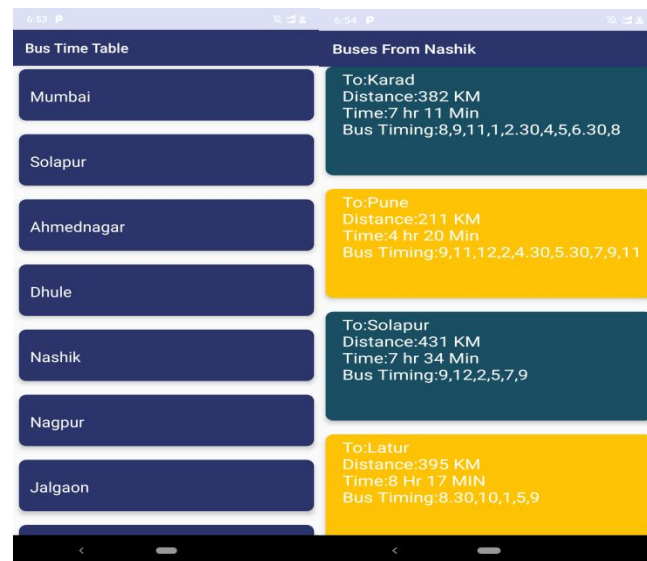 6:53 P
Bus Time Table
Mumbai
Solapur
Ahmednagar
Dhule
Nashik
Nagpur
Jalgaon
6:54 P
Buses From Nashik
To:Karad
Distance:382 KM
Time:7 hr 11 Min
Bus Timing:8,9,11,1,2.30,4,5,6.30,8
To:Pune
Distance:211 KM
Time:4 hr 20 Min
Bus Timing:9,11,12,2,4.30,5.30,7,9,11
To:Solapur
Distance:431 KM
Time:7 hr 34 Min
Bus Timing:9,12,2,5,7,9
To:Latur
Distance:395 KM
Time:8 Hr 17 MIN
Bus Timing:8.30,10,1,5,9